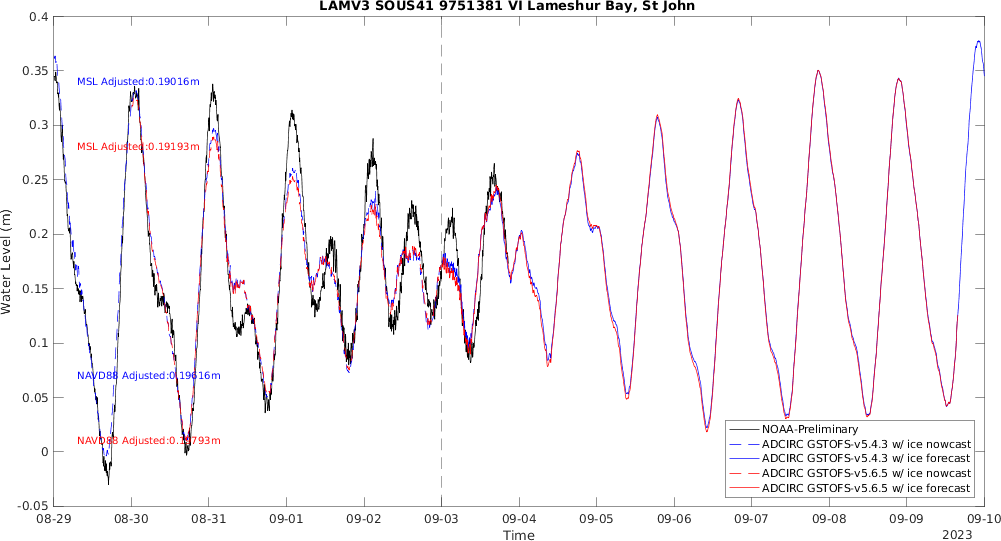 LAMV3 SOUS41 9751381 VI Lameshur Bay, St John
0.4
0.35
0.3
0.25
0.2
0.15
0.1
0.05
0
-0.05
Water Level (m)
MSL Adjusted:0.19016m
MSL Adjusted:0.19193m
NAVD88 Adjusted:0.19616m
NAVD88 Adjusted:0.19793m
NOAA-Preliminary
ADCIRC GSTOFS-v5.4.3 w/ ice nowcast
ADCIRC GSTOFS-v5.4.3 w/ ice forecast
ADCIRC GSTOFS-v5.6.5 w/ ice nowcast
ADCIRC GSTOFS-v5.6.5 w/ ice forecast
08-29 08-30 08-31 09-01 09-02 09-03 09-04 09-05 09-06 09-07 09-08 09-09 09-10
Time
2023